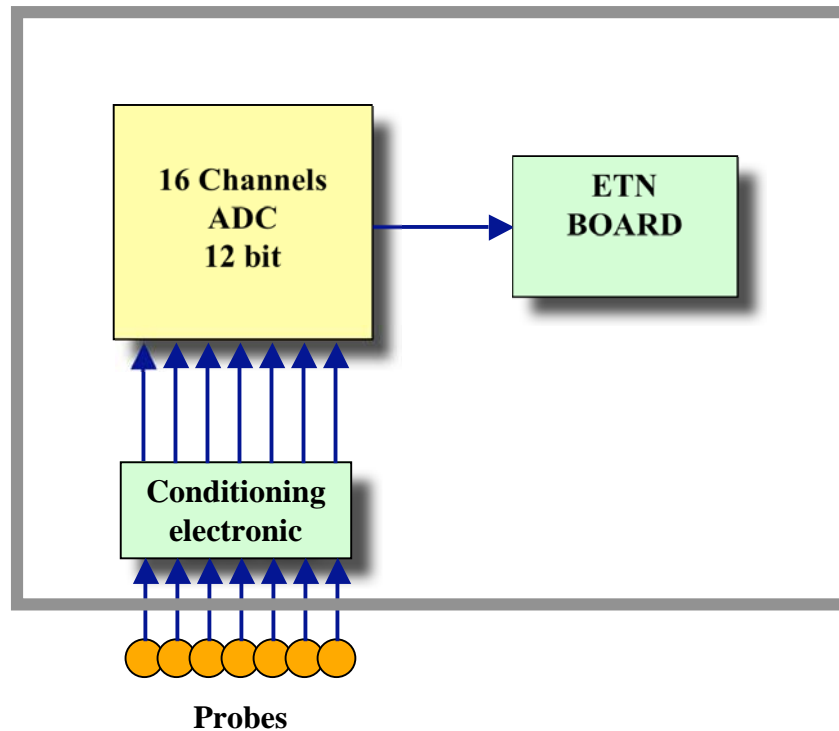 16 Channels
ADC
12 bit
ETN
BOARD
Conditioning
electronic
Probes